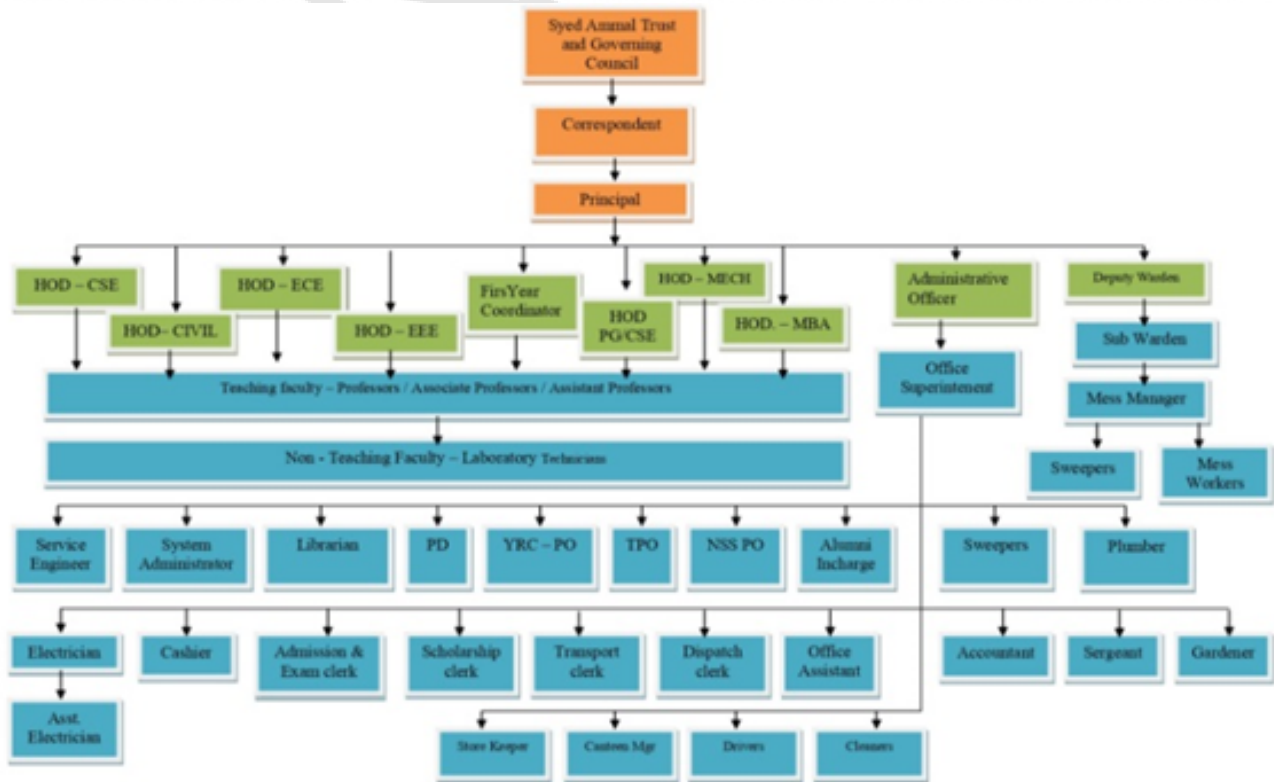 Syed Ammal Trust
and Governing
Council
Correspondent
Principal
HOD – CSE
HOD– CIVIL
HOD – ECE
HOD – EEE
FirsYear
Coordinator
HOD
PG/CSE
HOD – MECH
HOD. – MBA
Administrative
Officer
Deputy Warden
Sub Warden
Office
Superintenent
Mess Manager
Teaching faculty – Professors / Associate Professors / Assistant Professors
Non - Teaching Faculty – Laboratory Technicians
Sweepers
Mess
Workers
Service
Engineer
System
Administrator
Librarian
PD
YRC – PO
TPO
NSS PO
Alumni
Incharge
Sweepers
Plumber
Electrician
Cashier
Admission &
Exam clerk
Scholarship
clerk
Transport
clerk
Dispatch
clerk
Office
Assistant
Accountant
Sergeant
Gardener
Asst.
Electrician
Store Keeper
Canteen Mgr
Drivers
Cleaners